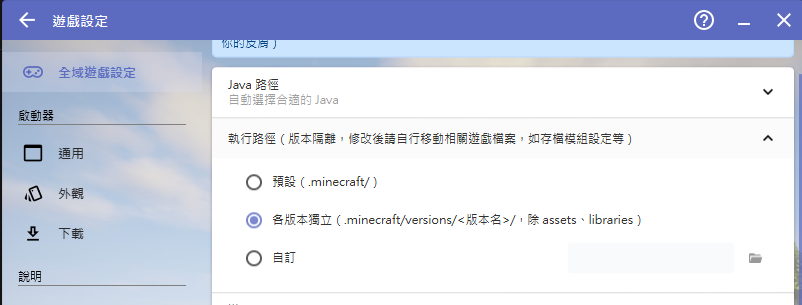 遊戲設定
你的皮膚）
全域遊戲設定
Java 路徑
自動選擇合適的 Java
啟動器
執行路徑（版本隔離，修改後請自行移動相關遊戲檔案，如存檔模組設定等）
通用
預設（.minecraft/）
外觀
各版本獨立（.minecraft/versions/<版本名>/，除 assets、libraries）
下載
自訂
說明